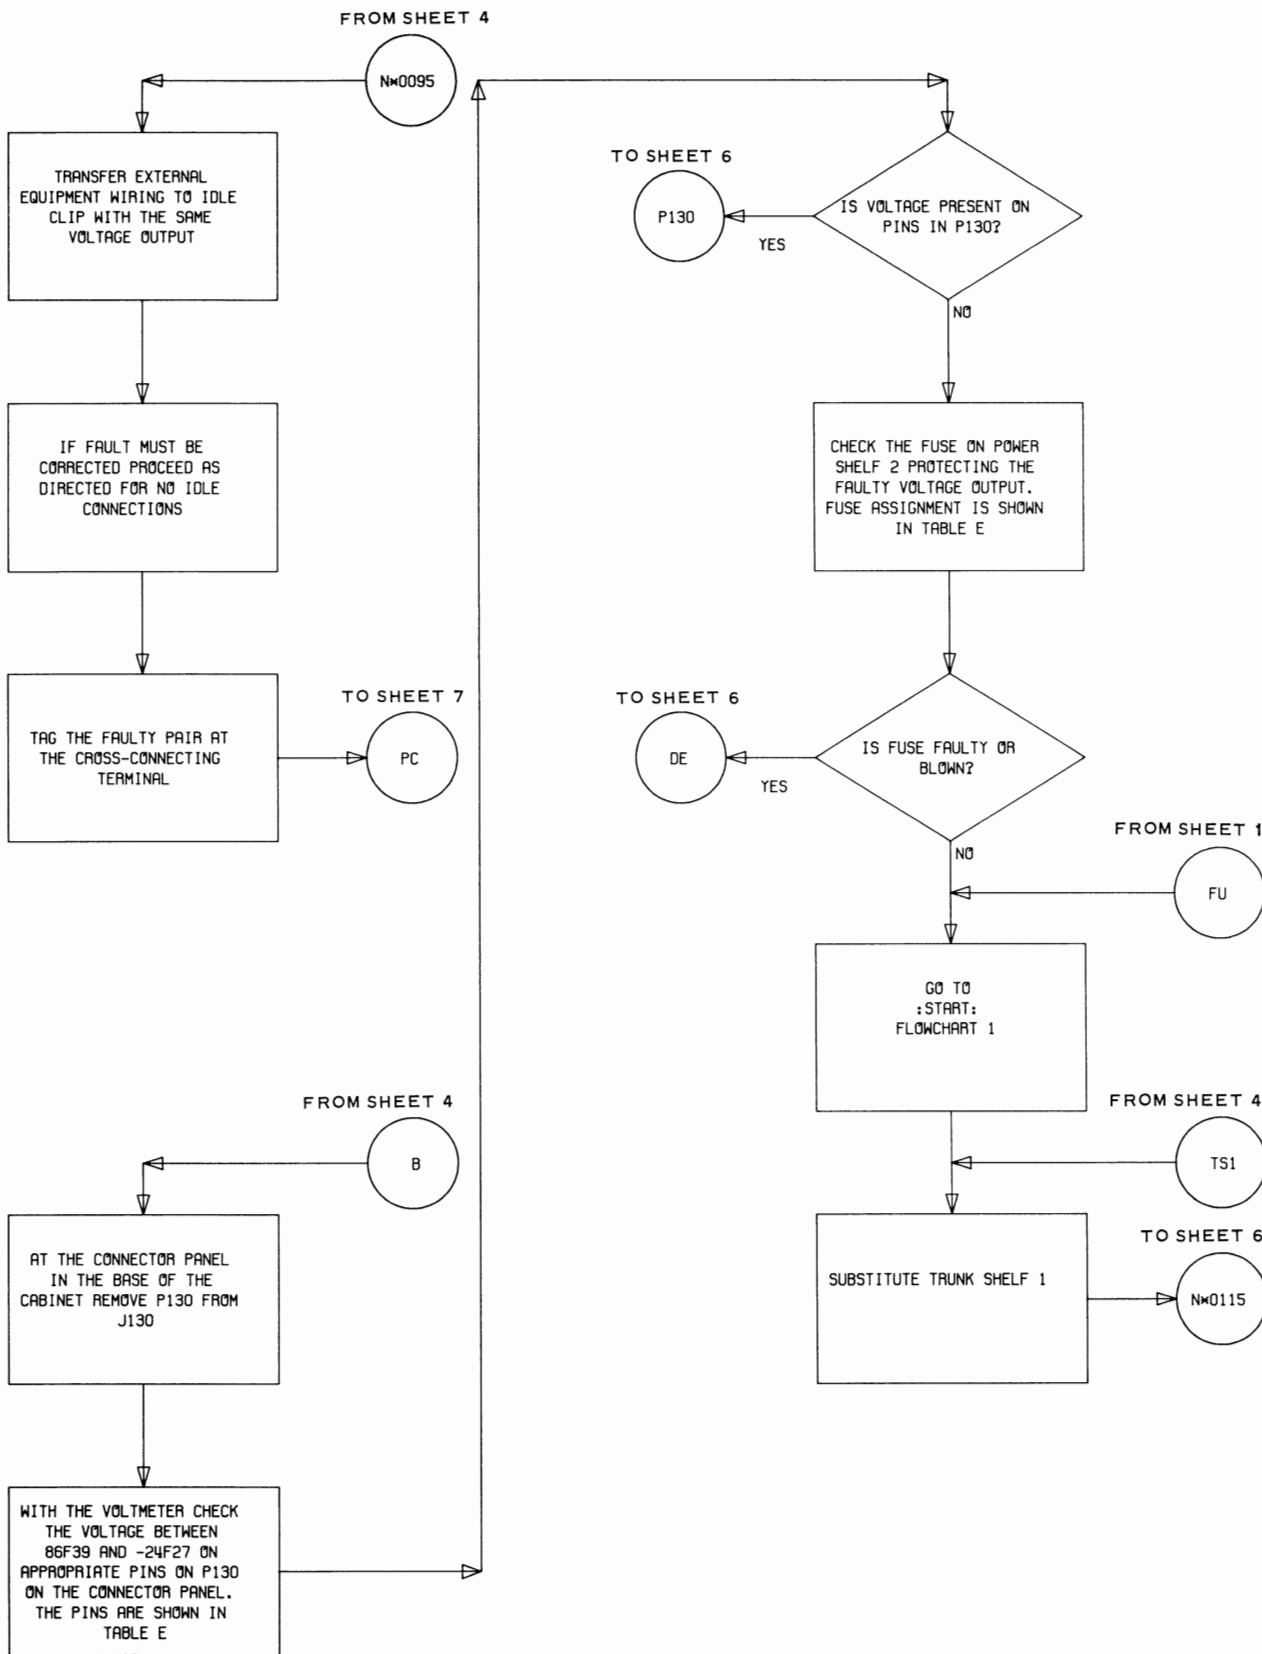 FROM SHEET 4
N*0095
TRANSFER EXTERNAL
EQUIPMENT WIRING TO IDLE
CLIP WITH THE SAME
VOLTAGE OUTPUT
IF FAULT MUST BE
CORRECTED PROCEED AS
DIRECTED FOR NO IDLE
CONNECTIONS
TAG THE FAULTY PAIR AT
THE CROSS-CONNECTING
TERMINAL
TO SHEET 7
PC
FROM SHEET 4
B
AT THE CONNECTOR PANEL
IN THE BASE OF THE
CABINET REMOVE P130 FROM
J130
WITH THE VOLTMETER CHECK
THE VOLTAGE BETWEEN
86F39 AND -24F27 ON
APPROPRIATE PINS ON P130
ON THE CONNECTOR PANEL.
THE PINS ARE SHOWN IN
TABLE E
TO SHEET 6
P130
YES
IS VOLTAGE PRESENT ON
PINS IN P130?
NO
CHECK THE FUSE ON POWER
SHELF 2 PROTECTING THE
FAULTY VOLTAGE OUTPUT.
FUSE ASSIGNMENT IS SHOWN
IN TABLE E
TO SHEET 6
DE
YES
IS FUSE FAULTY OR
BLOWN?
NO
FROM SHEET 1
FU
GO TO
:START:
FLOWCHART 1
FROM SHEET 4
TS1
SUBSTITUTE TRUNK SHELF 1
TO SHEET 6
N*0115